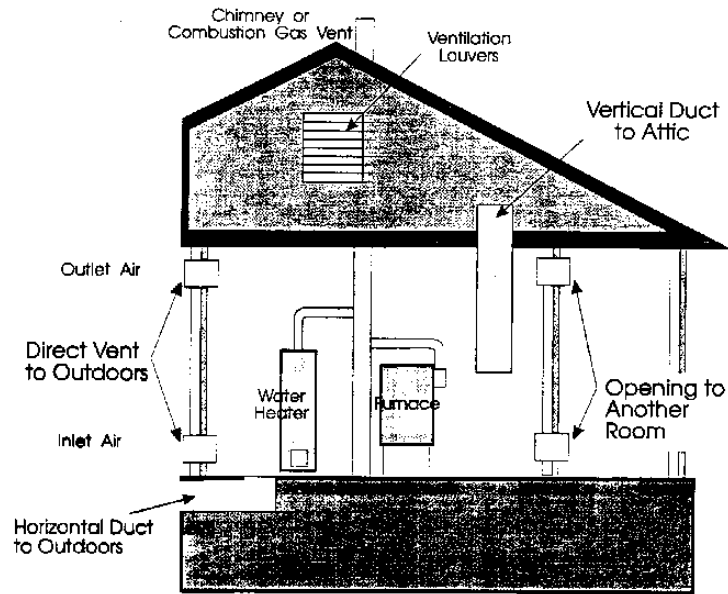 Chimney or
Combustion Gas Vent
Ventilation
Louvers
Vertical Duct
to Attic
Outlet Air
Direct Vent
to Outdoors
Water
Heater
Furnace
Opening to
Another
Room
Inlet Air
Horizontal Duct
to Outdoors